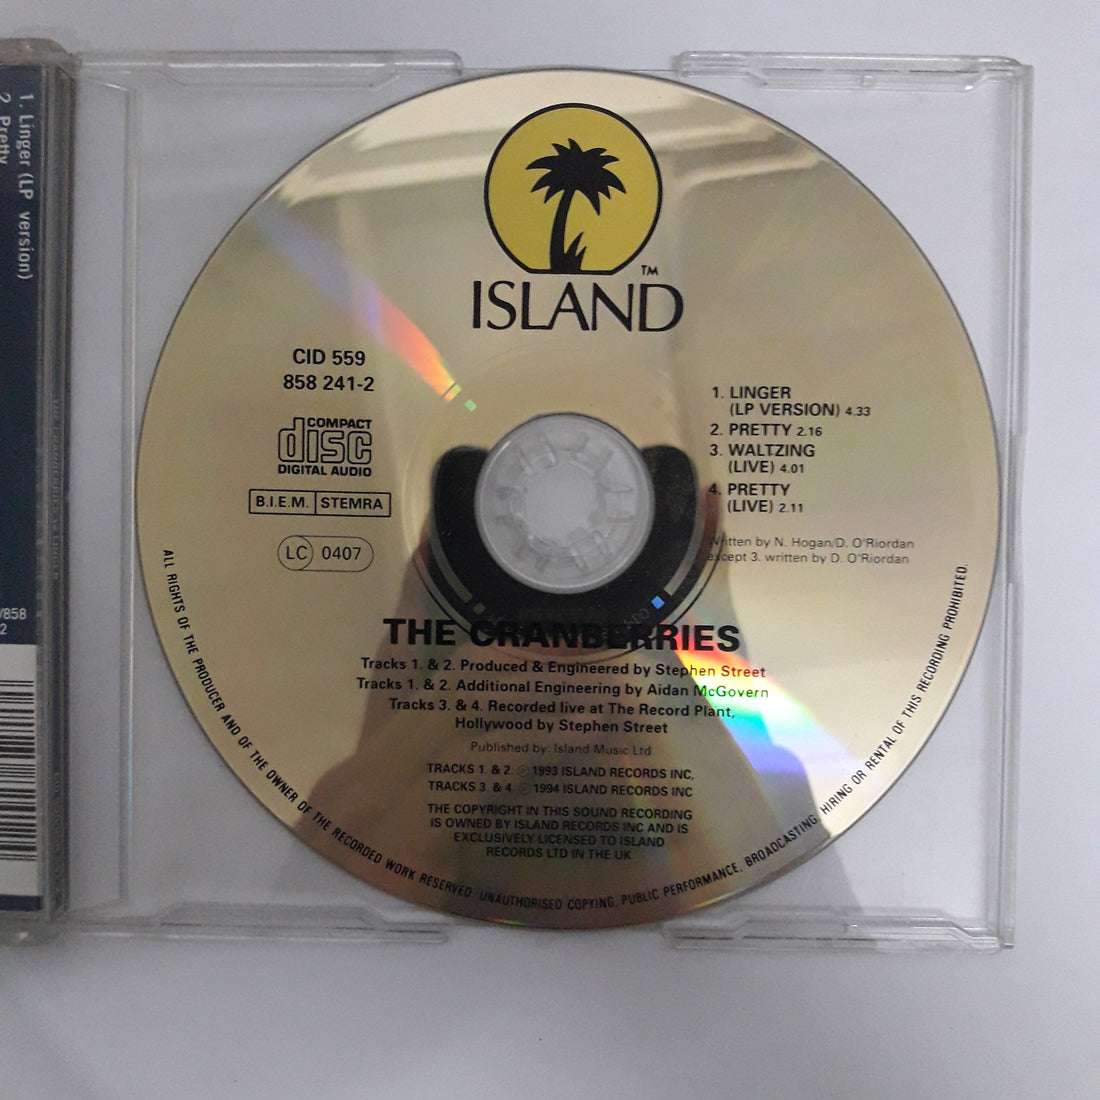 1. Linger (LP version)
2 Pretty
/858
2
TM
ISLAND
CID 559
858 241-2
COMPACT
disc
DIGITAL AUDIO
B.I.E.M. STEMRA
LC 0407
1. LINGER
(LP VERSION) 4.33
2. PRETTY 2.16
3. WALTZING
(LIVE) 4.01
4. PRETTY
(LIVE) 2.11
Written by N. Hogan/D. O'Riordan
except 3. written by D. O'Riordan
THE CRANBERRIES
Tracks 1. & 2. Produced & Engineered by Stephen Street
Tracks 1. & 2. Additional Engineering by Aidan McGovern
Tracks 3. & 4. Recorded live at The Record Plant,
Hollywood by Stephen Street
Published by: Island Music Ltd
TRACKS 1. & 2. ℗ 1993 ISLAND RECORDS INC.
TRACKS 3. & 4. ℗ 1994 ISLAND RECORDS INC
THE COPYRIGHT IN THIS SOUND RECORDING
IS OWNED BY ISLAND RECORDS INC AND IS
EXCLUSIVELY LICENSED TO ISLAND
RECORDS LTD IN THE UK
ALL RIGHTS OF THE PRODUCER AND OF THE OWNER OF THE RECORDED WORK RESERVED. UNAUTHORISED COPYING, PUBLIC PERFORMANCE, BROADCASTING, HIRING OR RENTAL OF THIS RECORDING PROHIBITED.